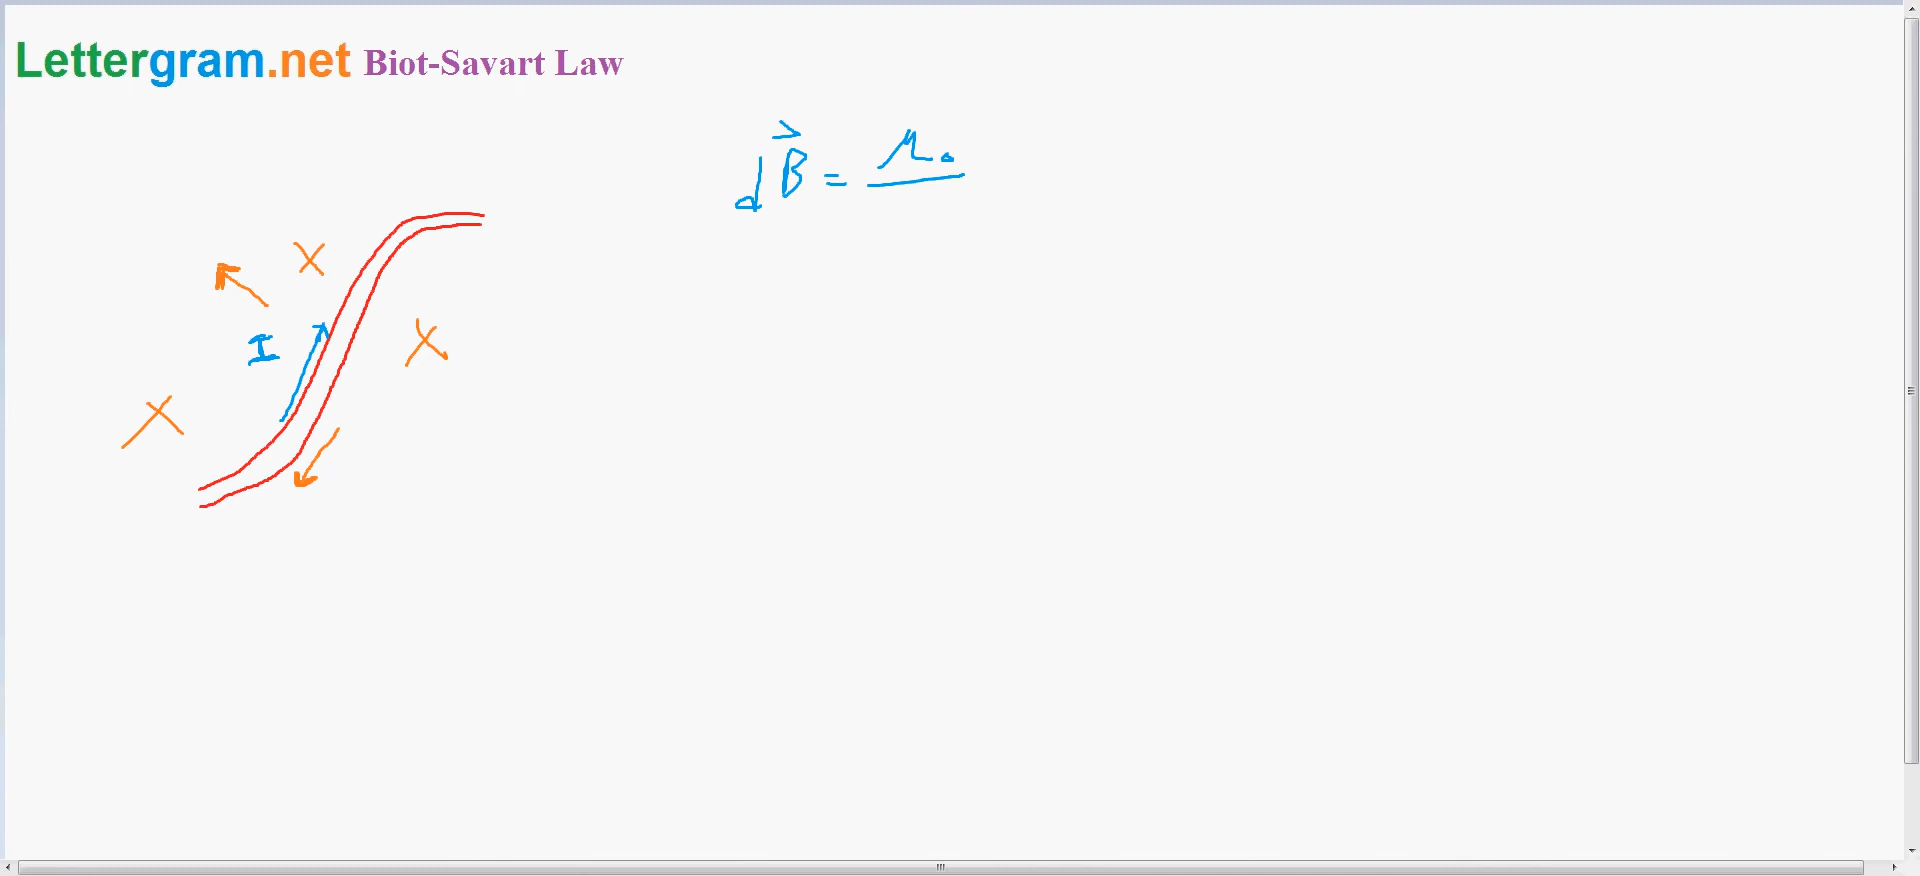 Lettergram.net Biot-Savart Law
dB⃗ = μ₀
X
I
X
X